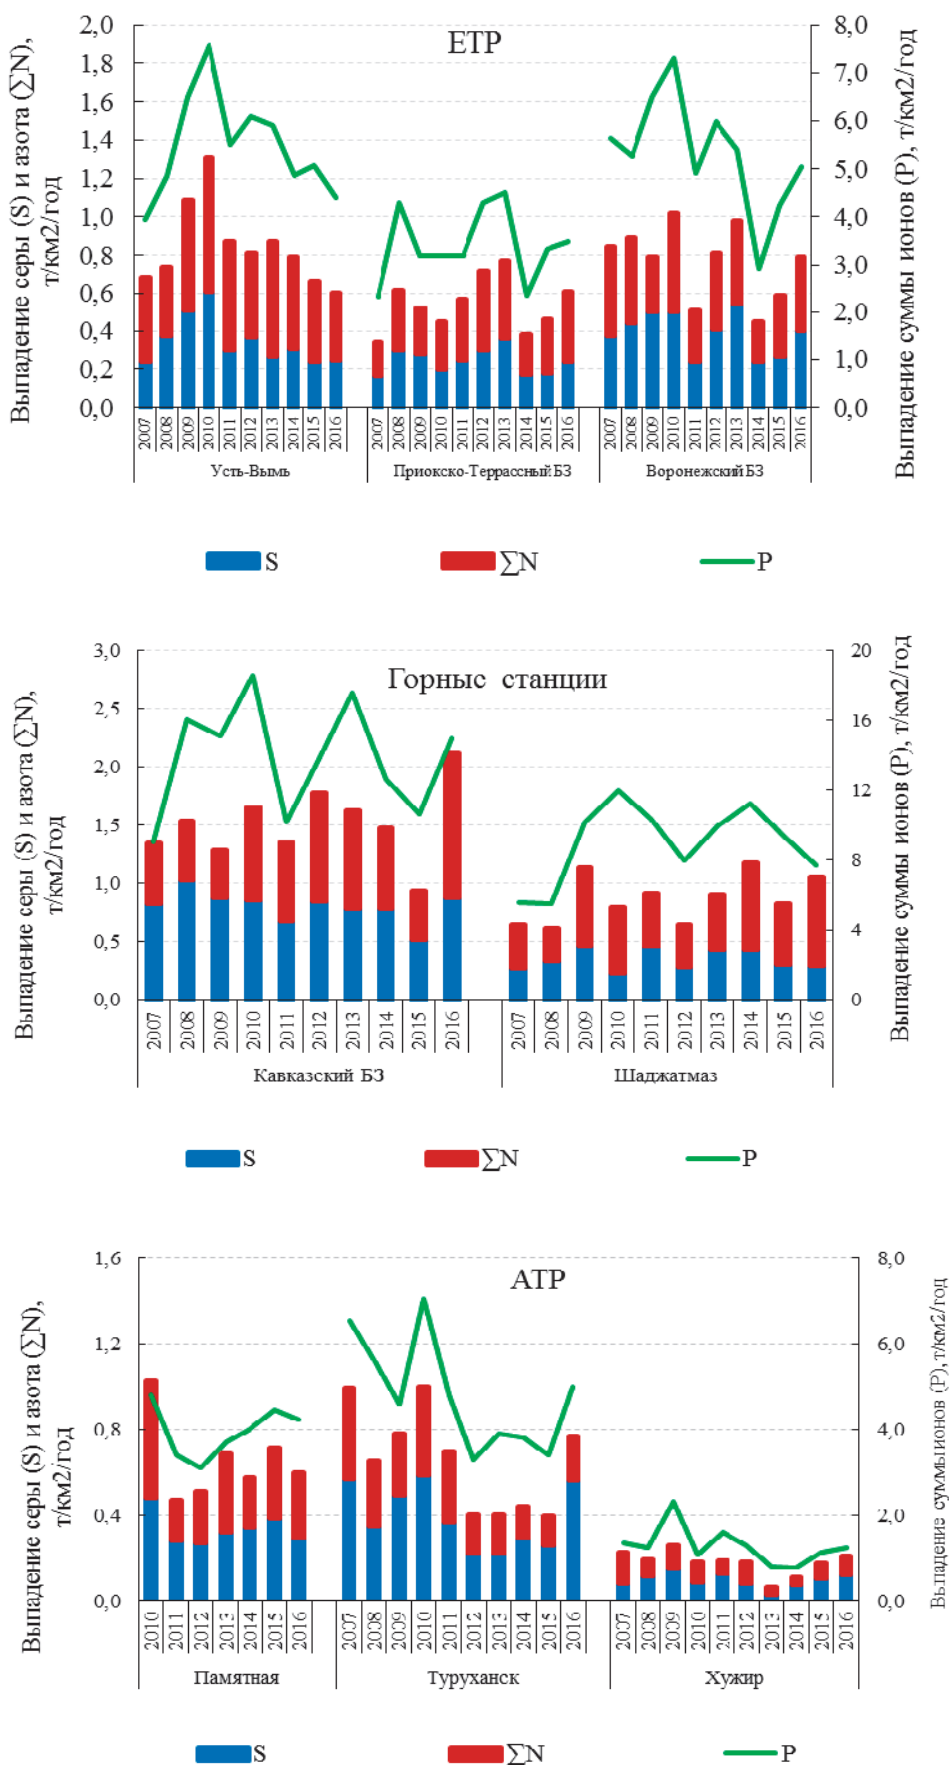 ЕТР
Выпадение серы (S) и азота (∑N),
т/км2/год
2,0
1,8
1,6
1,4
1,2
1,0
0,8
0,6
0,4
0,2
0,0
8,0
7,0
6,0
5,0
4,0
3,0
2,0
1,0
0,0
Выпадение суммы ионов (P), т/км2/год
2007 2008 2009 2010 2011 2012 2013 2014 2015 2016
2007 2008 2009 2010 2011 2012 2013 2014 2015 2016
2007 2008 2009 2010 2011 2012 2013 2014 2015 2016
Усть-Вымь Приокско-Террассный БЗ Воронежский БЗ
S ∑N P
Горные станции
Выпадение серы (S) и азота (∑N),
т/км2/год
3,0
2,5
2,0
1,5
1,0
0,5
0,0
20
16
12
8
4
0
Выпадение суммы ионов (P), т/км2/год
2007 2008 2009 2010 2011 2012 2013 2014 2015 2016
2007 2008 2009 2010 2011 2012 2013 2014 2015 2016
Кавказский БЗ Шаджатмаз
S ∑N P
АТР
Выпадение серы (S) и азота (∑N),
т/км2/год
1,6
1,2
0,8
0,4
0,0
8,0
6,0
4,0
2,0
0,0
Выпадение суммы ионов (P), т/км2/год
2010 2011 2012 2013 2014 2015 2016
2007 2008 2009 2010 2011 2012 2013 2014 2015 2016
2007 2008 2009 2010 2011 2012 2013 2014 2015 2016
Памятная Туруханск Хужир
S ∑N P